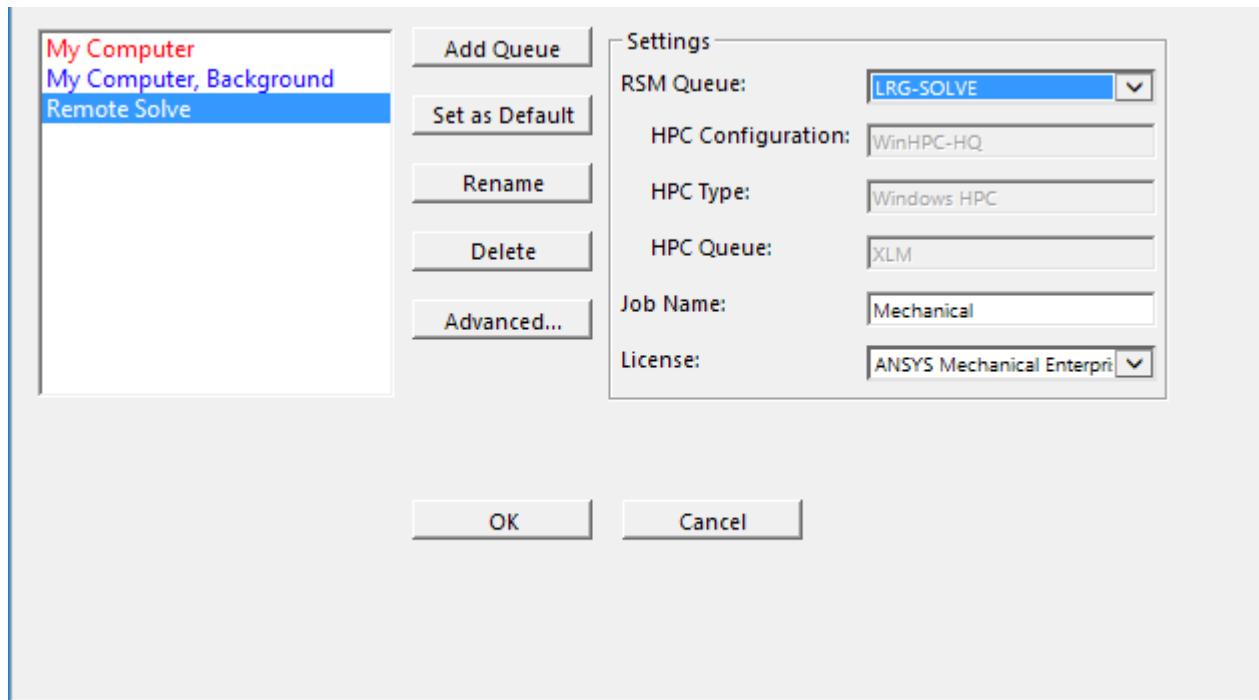 My Computer
My Computer, Background
Remote Solve
Add Queue
Set as Default
Rename
Delete
Advanced...
Settings
RSM Queue: LRG-SOLVE
HPC Configuration: WinHPC-HQ
HPC Type: Windows HPC
HPC Queue: XLM
Job Name: Mechanical
License: ANSYS Mechanical Enterpri
OK
Cancel